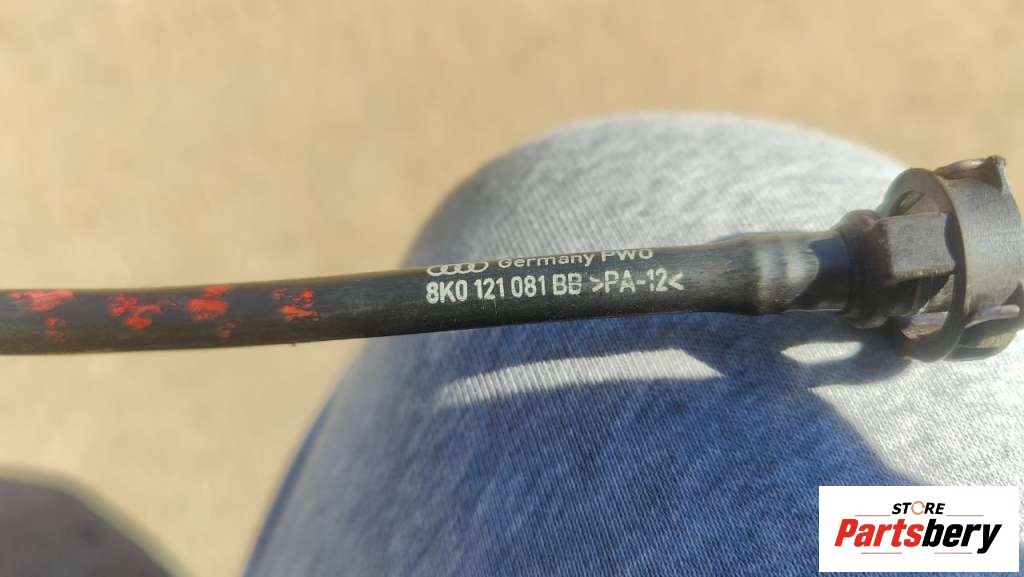 Germany PWO
8K0 121 081 BB >PA-12<
STORE
Partsbery